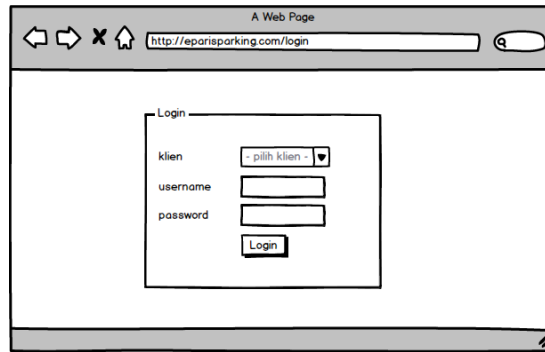 A Web Page
http://eparisparking.com/login
Login
klien
- pilih klien -
username
password
Login